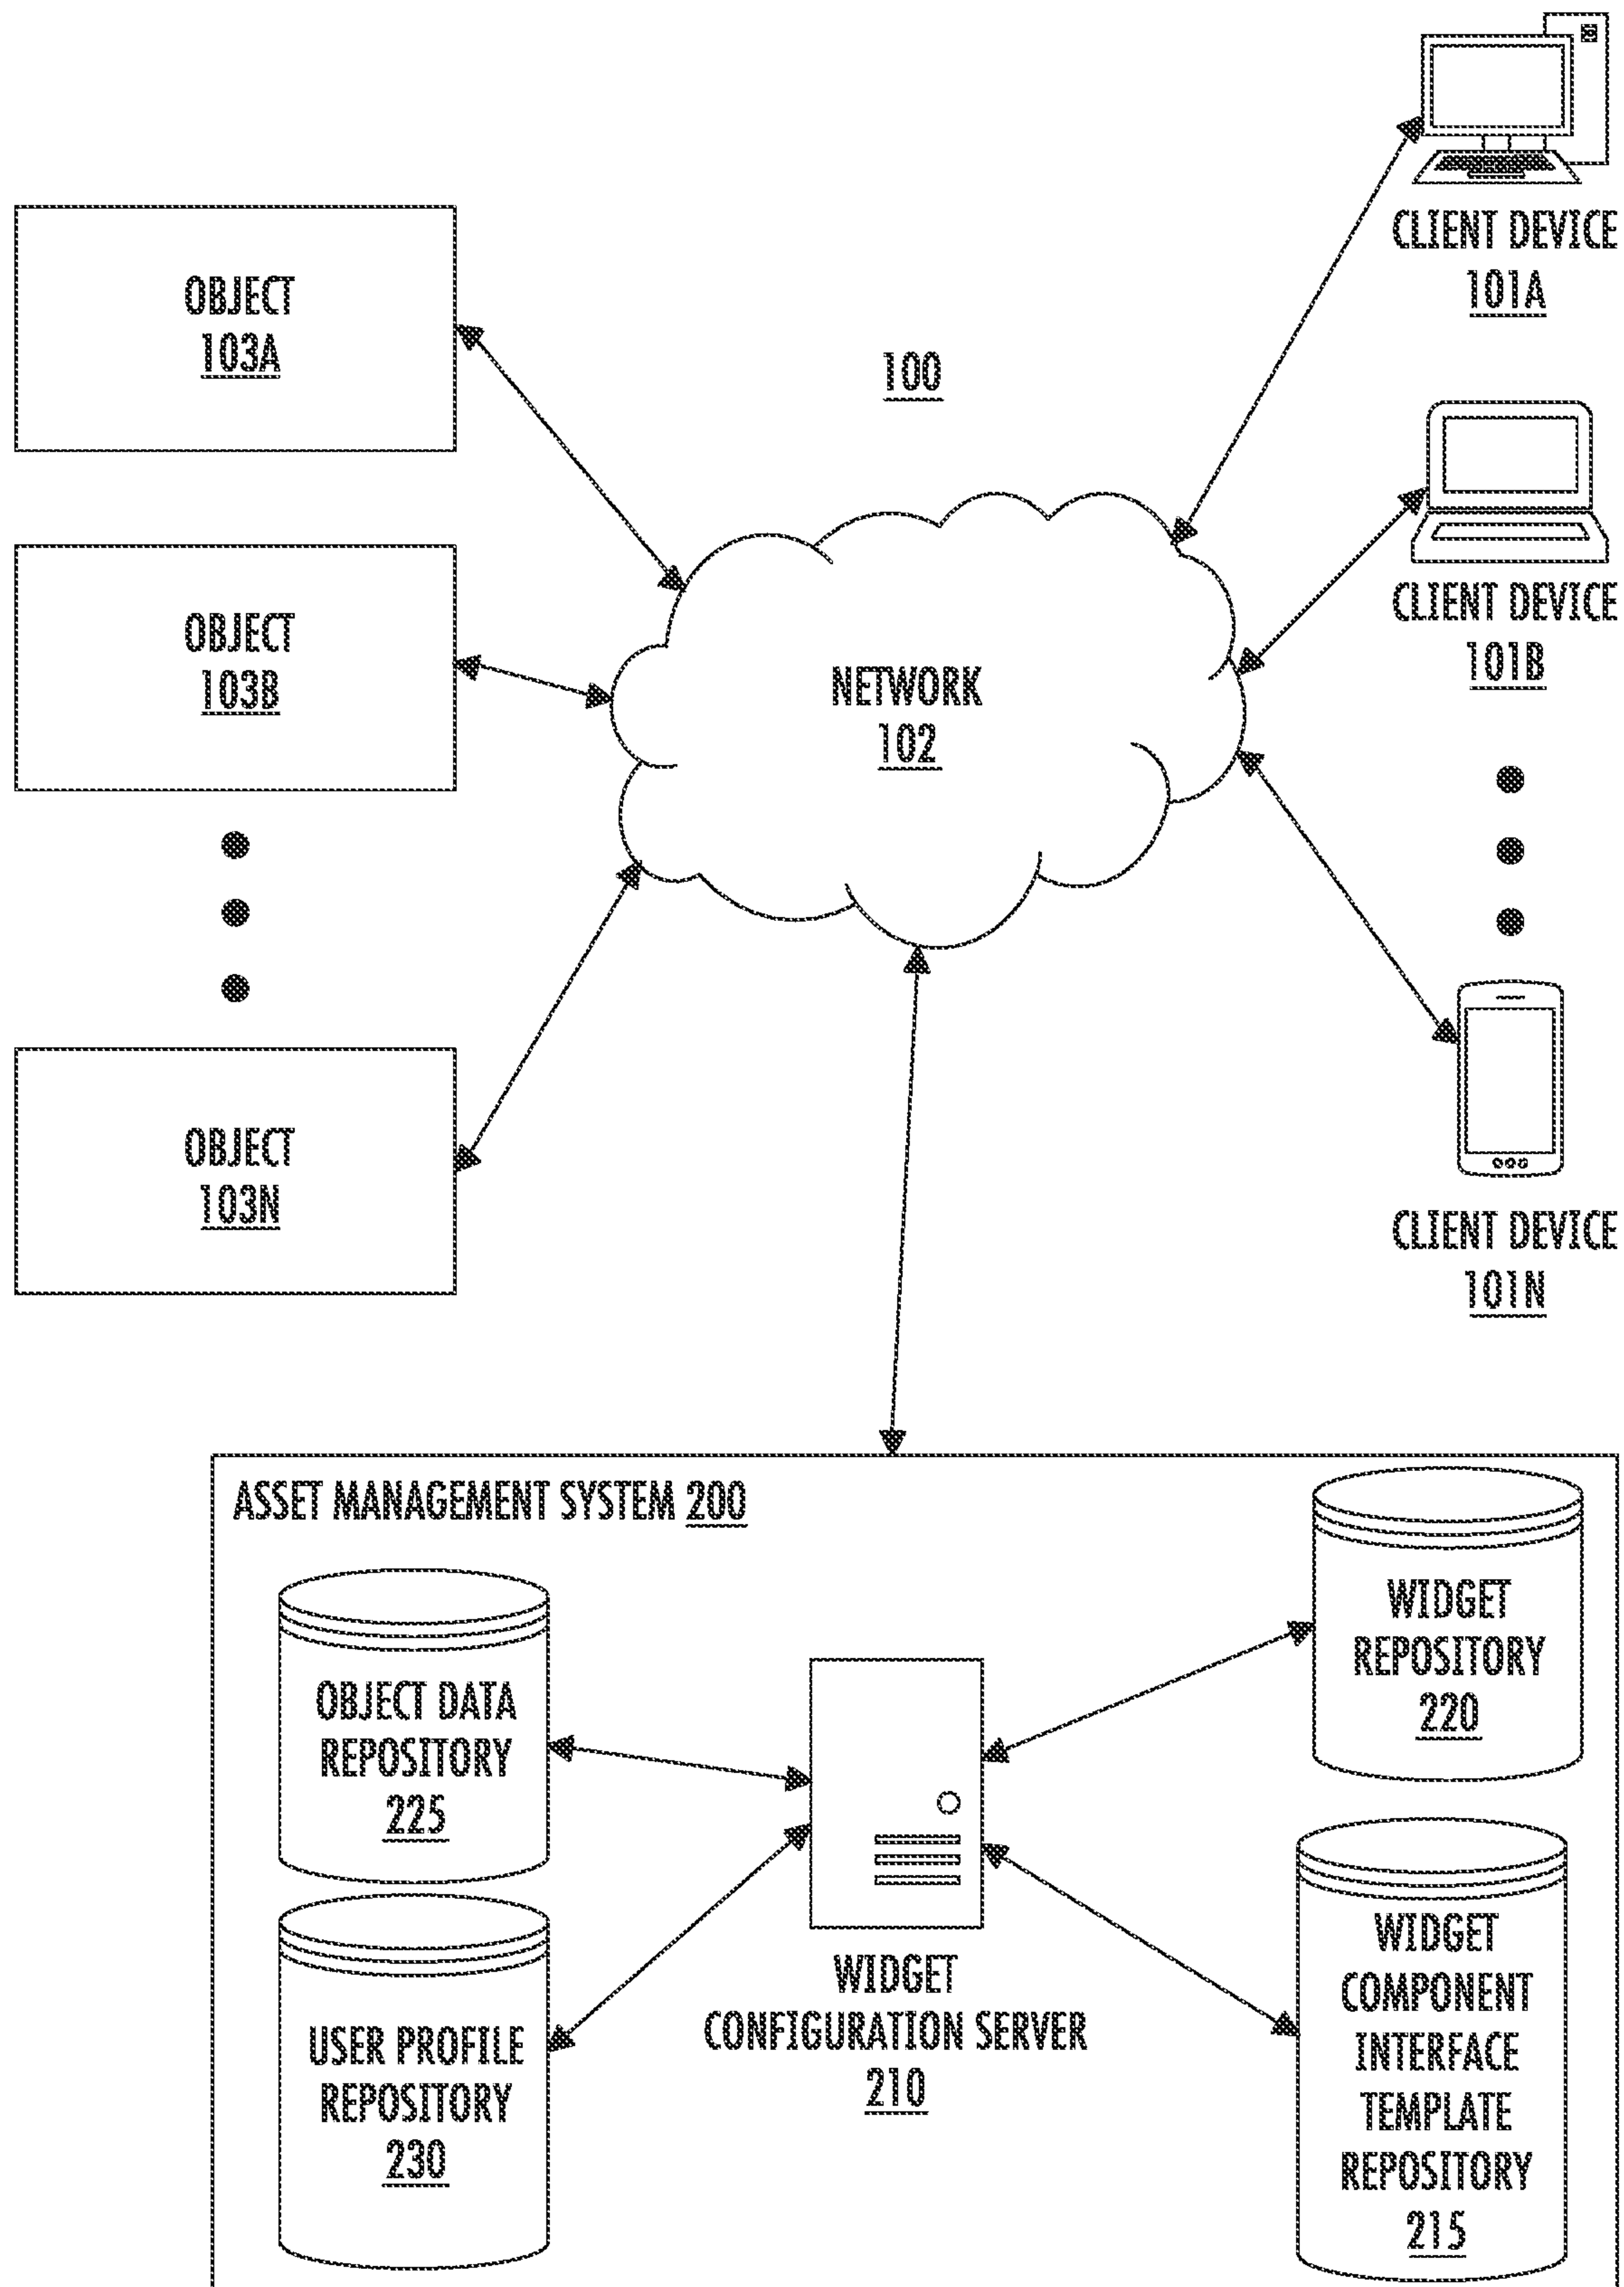 CLIENT DEVICE
101A
OBJECT
103A
100
CLIENT DEVICE
101B
OBJECT
103B
NETWORK
102
OBJECT
103N
CLIENT DEVICE
101N
ASSET MANAGEMENT SYSTEM 200
OBJECT DATA
REPOSITORY
225
WIDGET
REPOSITORY
220
USER PROFILE
REPOSITORY
230
WIDGET
CONFIGURATION SERVER
210
WIDGET
COMPONENT
INTERFACE
TEMPLATE
REPOSITORY
215